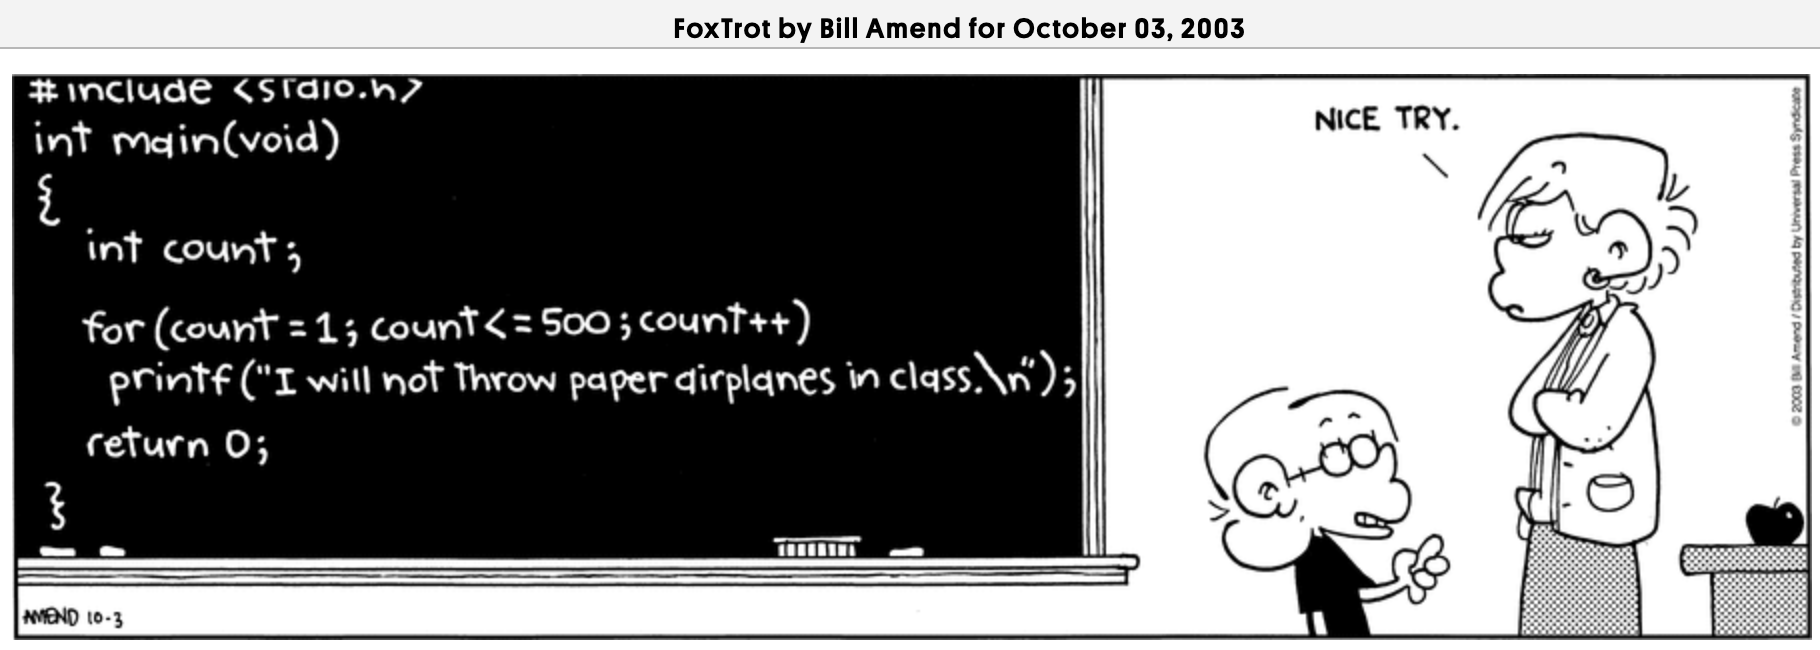 FoxTrot by Bill Amend for October 03, 2003
#include <stdio.h>
int main(void)
{
int count;
for (count = 1; count <= 500; count++)
printf("I will not throw paper airplanes in class.\n");
return 0;
}
AMEND 10-3
NICE TRY.
© 2003 Bill Amend / Distributed by Universal Press Syndicate